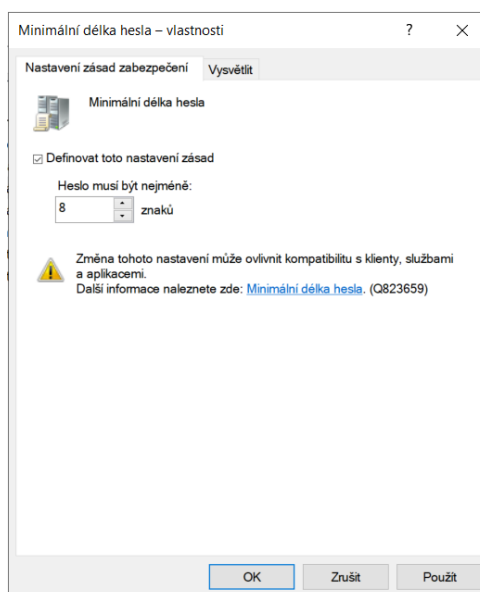 Minimální délka hesla – vlastnosti
?
Nastavení zásad zabezpečení
Vysvětlit
Minimální délka hesla
Definovat toto nastavení zásad
Heslo musí být nejméně:
8
znaků
Změna tohoto nastavení může ovlivnit kompatibilitu s klienty, službami
a aplikacemi.
Další informace naleznete zde: Minimální délka hesla. (Q823659)
OK
Zrušit
Použít